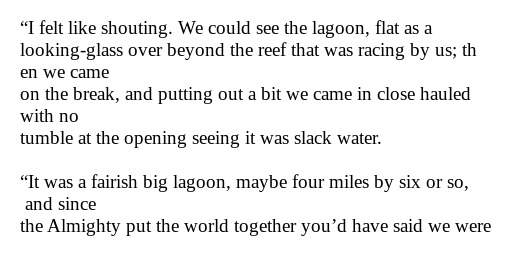 “I felt like shouting. We could see the lagoon, flat as a
looking-glass over beyond the reef that was racing by us; th
en we came
on the break, and putting out a bit we came in close hauled
with no
tumble at the opening seeing it was slack water.

“It was a fairish big lagoon, maybe four miles by six or so,
 and since
the Almighty put the world together you’d have said we were